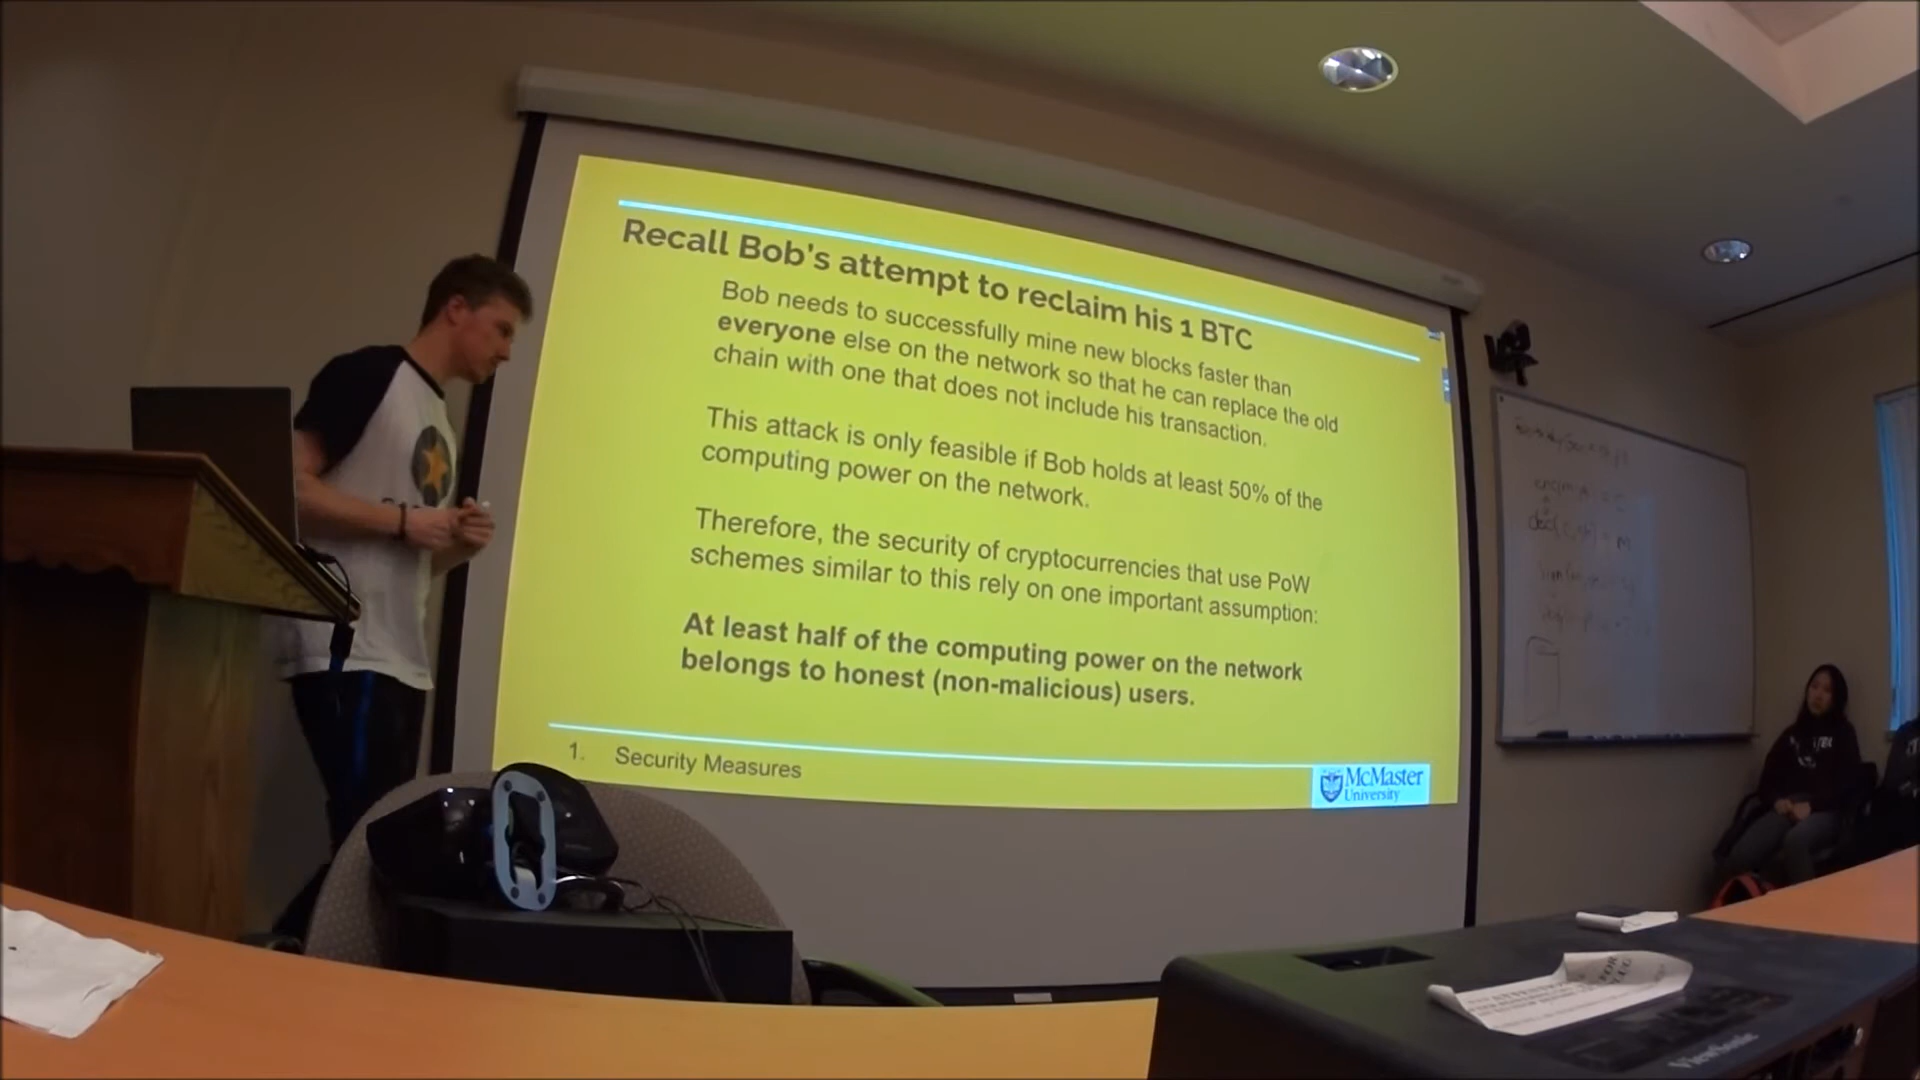 Recall Bob's attempt to reclaim his 1 BTC
Bob needs to successfully mine new blocks faster than
everyone else on the network so that he can replace the old
chain with one that does not include his transaction.
This attack is only feasible if Bob holds at least 50% of the
computing power on the network.
Therefore, the security of cryptocurrencies that use PoW
schemes similar to this rely on one important assumption:
At least half of the computing power on the network
belongs to honest (non-malicious) users.
1. Security Measures
McMaster
University
ViewSonic